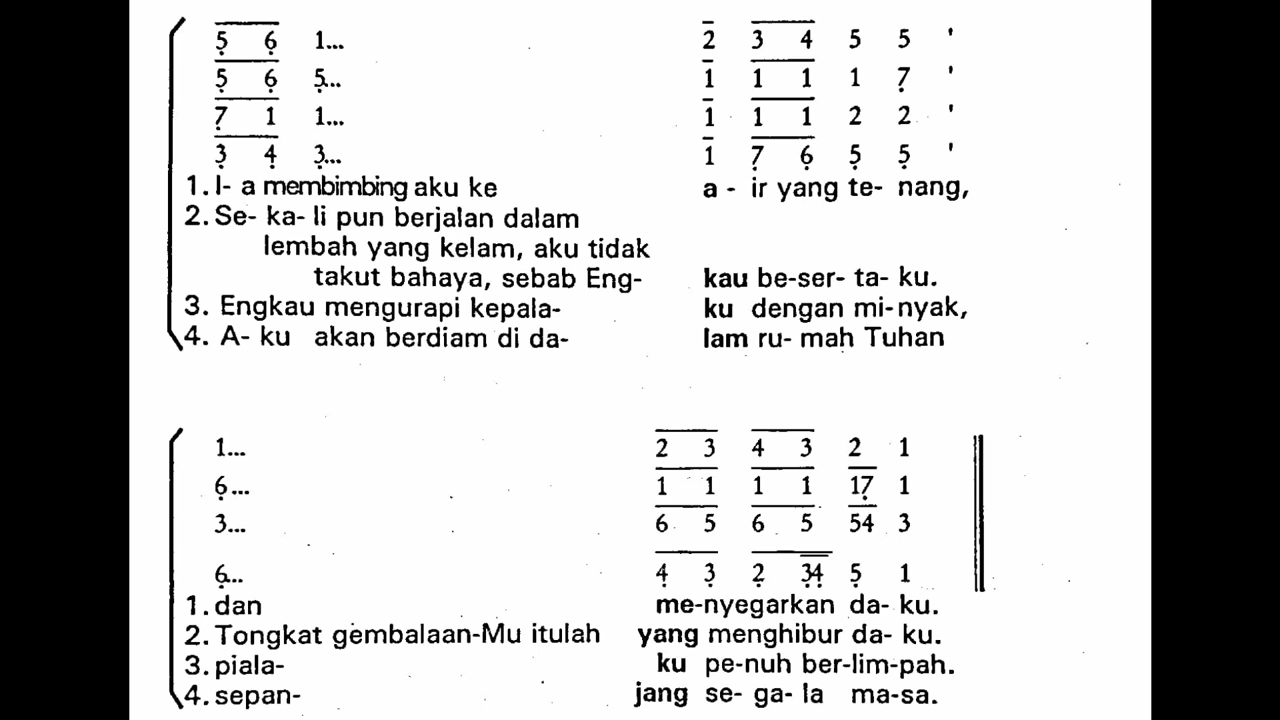 5̣ 6̣ 1... 2 3 4 5 5 '
5̣ 6̣ 5̣... 1 1 1 1 7̣ '
7̣ 1 1... 1 1 1 2 2 '
3̣ 4̣ 3̣... 1 7̣ 6̣ 5̣ 5̣ '
1. I- a membimbing aku ke a - ir yang te- nang,
2. Se- ka- li pun berjalan dalam
lembah yang kelam, aku tidak
takut bahaya, sebab Eng- kau be-ser- ta- ku.
3. Engkau mengurapi kepala- ku dengan mi-nyak,
4. A- ku akan berdiam di da- lam ru- mah Tuhan
1... 2 3 4 3 2 1
6̣... 1 1 1 1 17̣ 1
3... 6 5 6 5 54 3
6̣... 4̣ 3̣ 2̣ 3̣4̣ 5̣ 1
1. dan me-nyegarkan da- ku.
2. Tongkat gembalaan-Mu itulah yang menghibur da- ku.
3. piala- ku pe-nuh ber-lim-pah.
4. sepan- jang se- ga- la ma-sa.